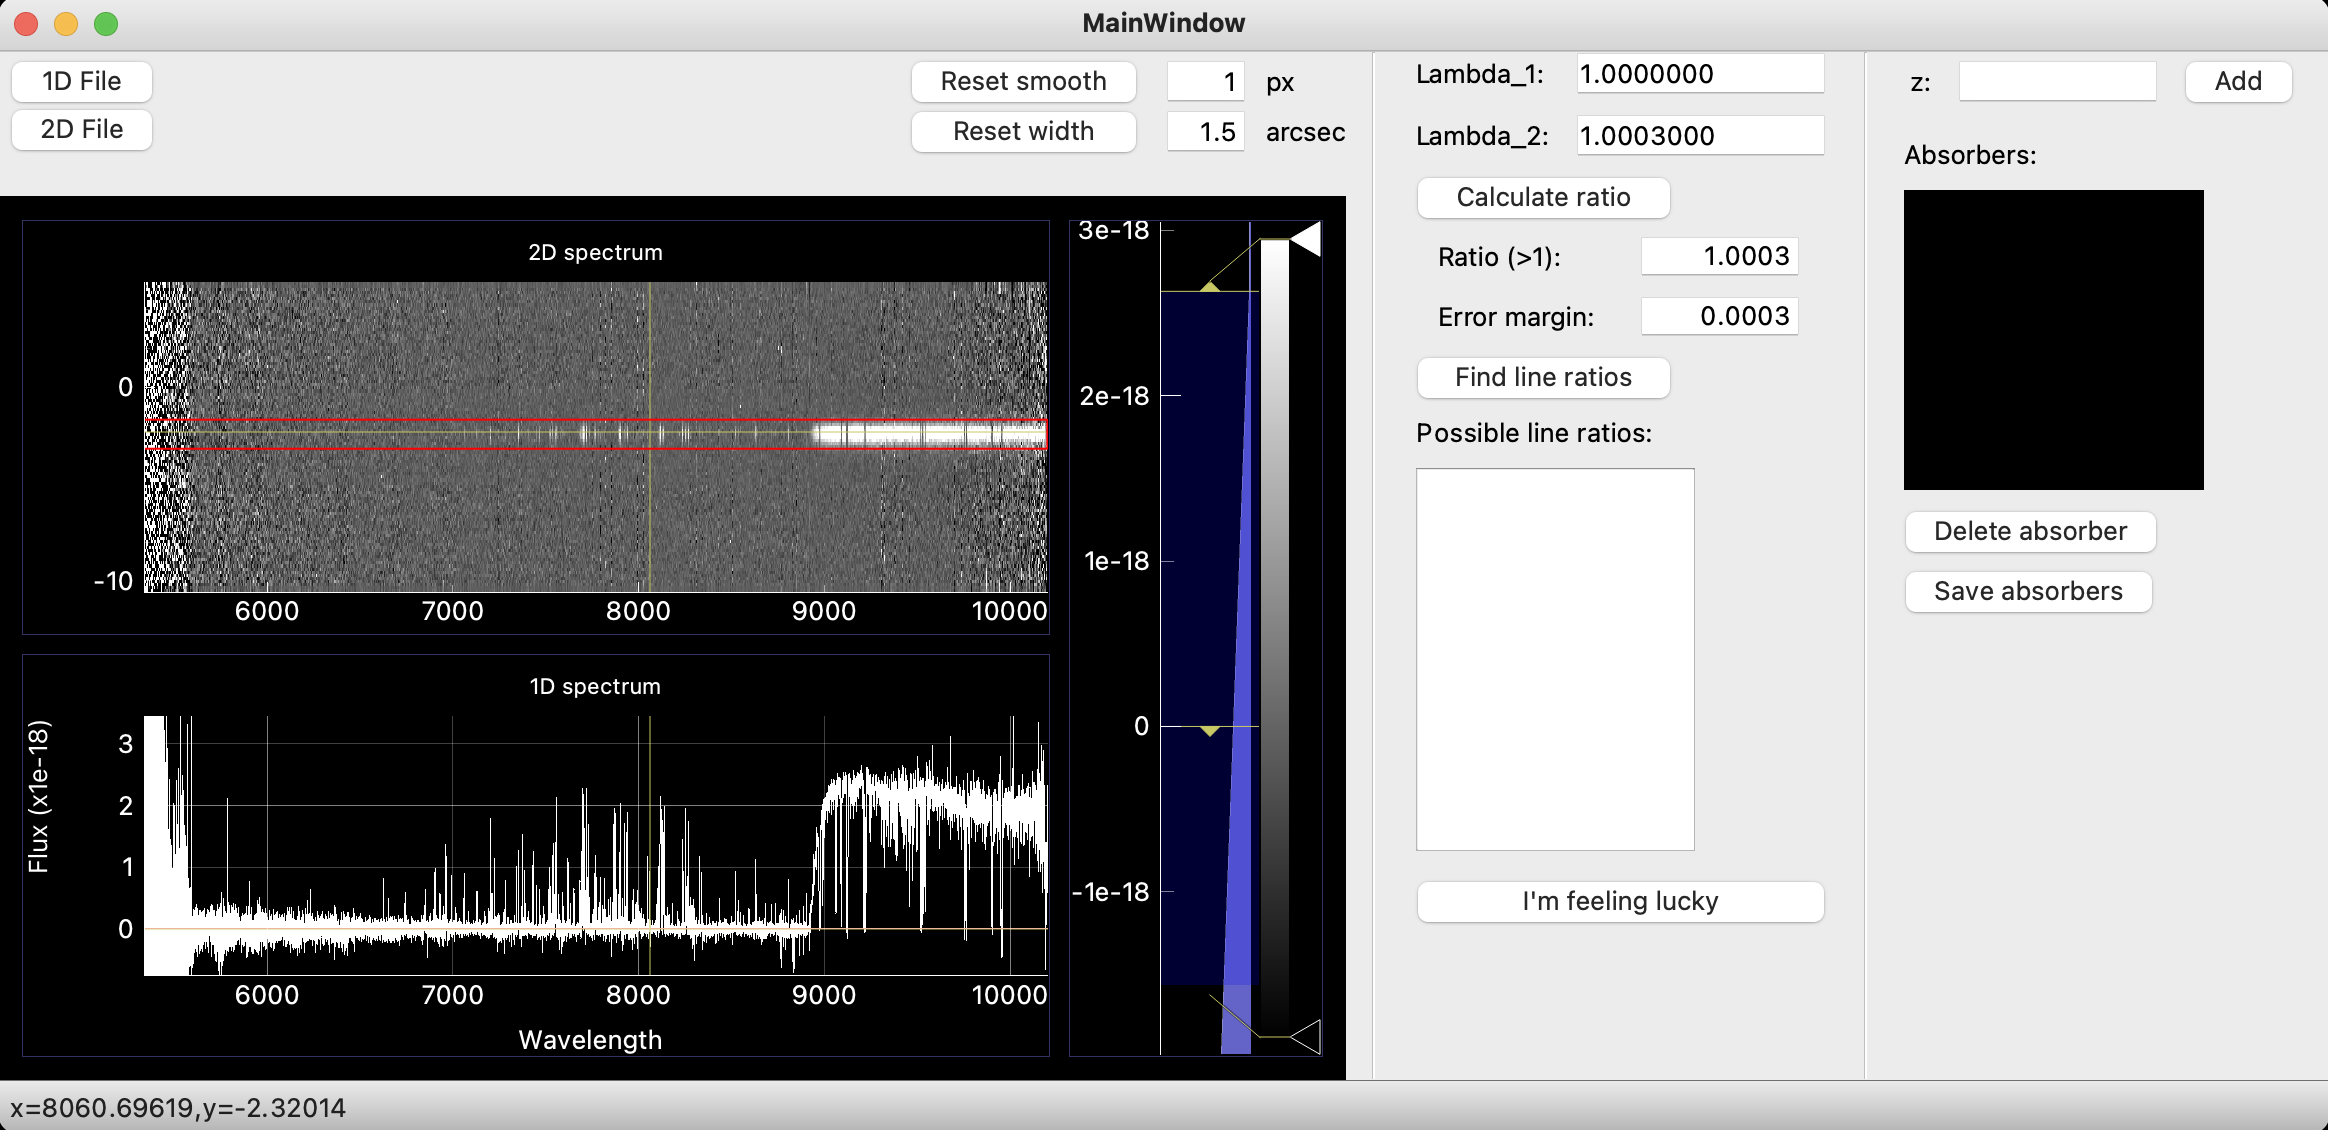 MainWindow
1D File
2D File
Reset smooth 1 px
Reset width 1.5 arcsec
2D spectrum
0
-10
6000 7000 8000 9000 10000
1D spectrum
Flux (x1e-18)
3
2
1
0
6000 7000 8000 9000 10000
Wavelength
3e-18
2e-18
1e-18
0
-1e-18
Lambda_1: 1.0000000
Lambda_2: 1.0003000
Calculate ratio
Ratio (>1): 1.0003
Error margin: 0.0003
Find line ratios
Possible line ratios:
I'm feeling lucky
z: Add
Absorbers:
Delete absorber
Save absorbers
x=8060.69619,y=-2.32014